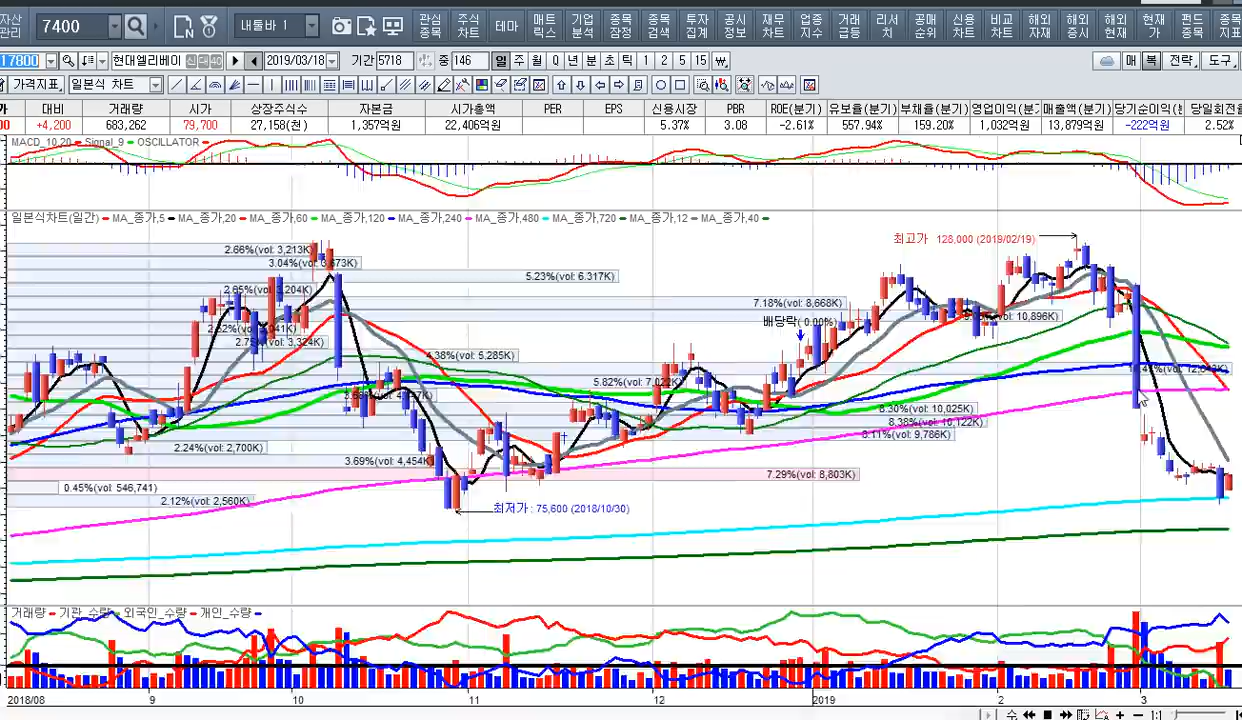 7400 내툴바 1 관심종목 주식차트 테마 매트릭스 기업분석 종목잠정 종목검색 투자집계 공시정보 재무차트 업종지수 거래급등 리서치 공매순위 신용차트 비교차트 해외자재 해외증시 해외현재 현재가 펀드종목
17800 현대엘리베이 신 대 40 2019/03/18 기간 5718 중 146 일 주 월 Q 년 분 초 틱 1 2 3 5 15 매 복 전략 도구
가격지표 일본식 차트
대비 거래량 시가 상장주식수 자본금 시가총액 PER EPS 신용시장 PBR ROE(분기) 유보율(분기) 부채율(분기) 영업이익(분기 매출액(분기) 당기순이익(분 당일회전율
+4,200 683,262 79,700 27,158(천) 1,357억원 22,406억원 5.37% 3.08 -2.61% 557.94% 159.20% 1,032억원 13,879억원 -222억원 2.52%
MACD_10,20 Signal_9 OSCILLATOR
일본식차트(일간) MA_종가,5 MA_종가,20 MA_종가,60 MA_종가,120 MA_종가,240 MA_종가,480 MA_종가,720 MA_종가,12 MA_종가,40
최고가 128,000 (2019/02/19)
2.66%(vol: 3,213K)
5.23%(vol: 6.317K)
7.18%(vol: 8,668K)
배당락( 0.00%)
10,896K)
4.38%(vol: 5,285K)
5.82%(vol: 7,022K)
8.30%(vol: 10,025K)
8.38%(vol: 10,122K)
8.11%(vol: 9,786K)
2.24%(vol: 2,700K)
3.69%(vol: 4,454K)
7.29%(vol: 8,803K)
0.45%(vol: 546,741)
2.12%(vol: 2,560K)
최저가 : 75,600 (2018/10/30)
거래량 기관_수량 외국인_수량 개인_수량
2018/08 9 10 11 12 2019 2 3
수 1:1